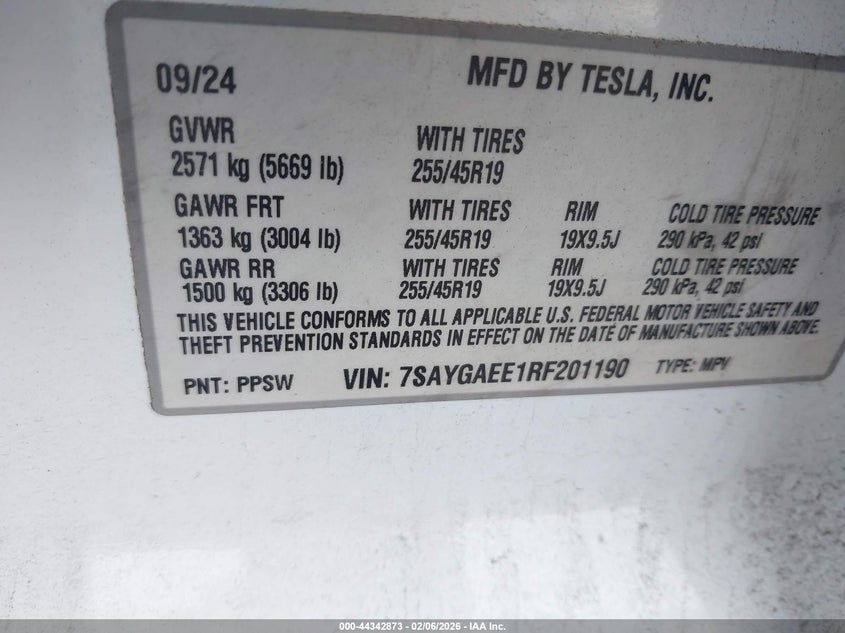 09/24 MFD BY TESLA, INC.
GVWR WITH TIRES
2571 kg (5669 lb) 255/45R19
GAWR FRT WITH TIRES RIM COLD TIRE PRESSURE
1363 kg (3004 lb) 255/45R19 19X9.5J 290 kPa, 42 psi
GAWR RR WITH TIRES RIM COLD TIRE PRESSURE
1500 kg (3306 lb) 255/45R19 19X9.5J 290 kPa, 42 psi
THIS VEHICLE CONFORMS TO ALL APPLICABLE U.S. FEDERAL MOTOR VEHICLE SAFETY AND
THEFT PREVENTION STANDARDS IN EFFECT ON THE DATE OF MANUFACTURE SHOWN ABOVE.
PNT: PPSW VIN: 7SAYGAEE1RF201190 TYPE: MPV
000-44342873 | 02/06/2026 - IAA Inc.